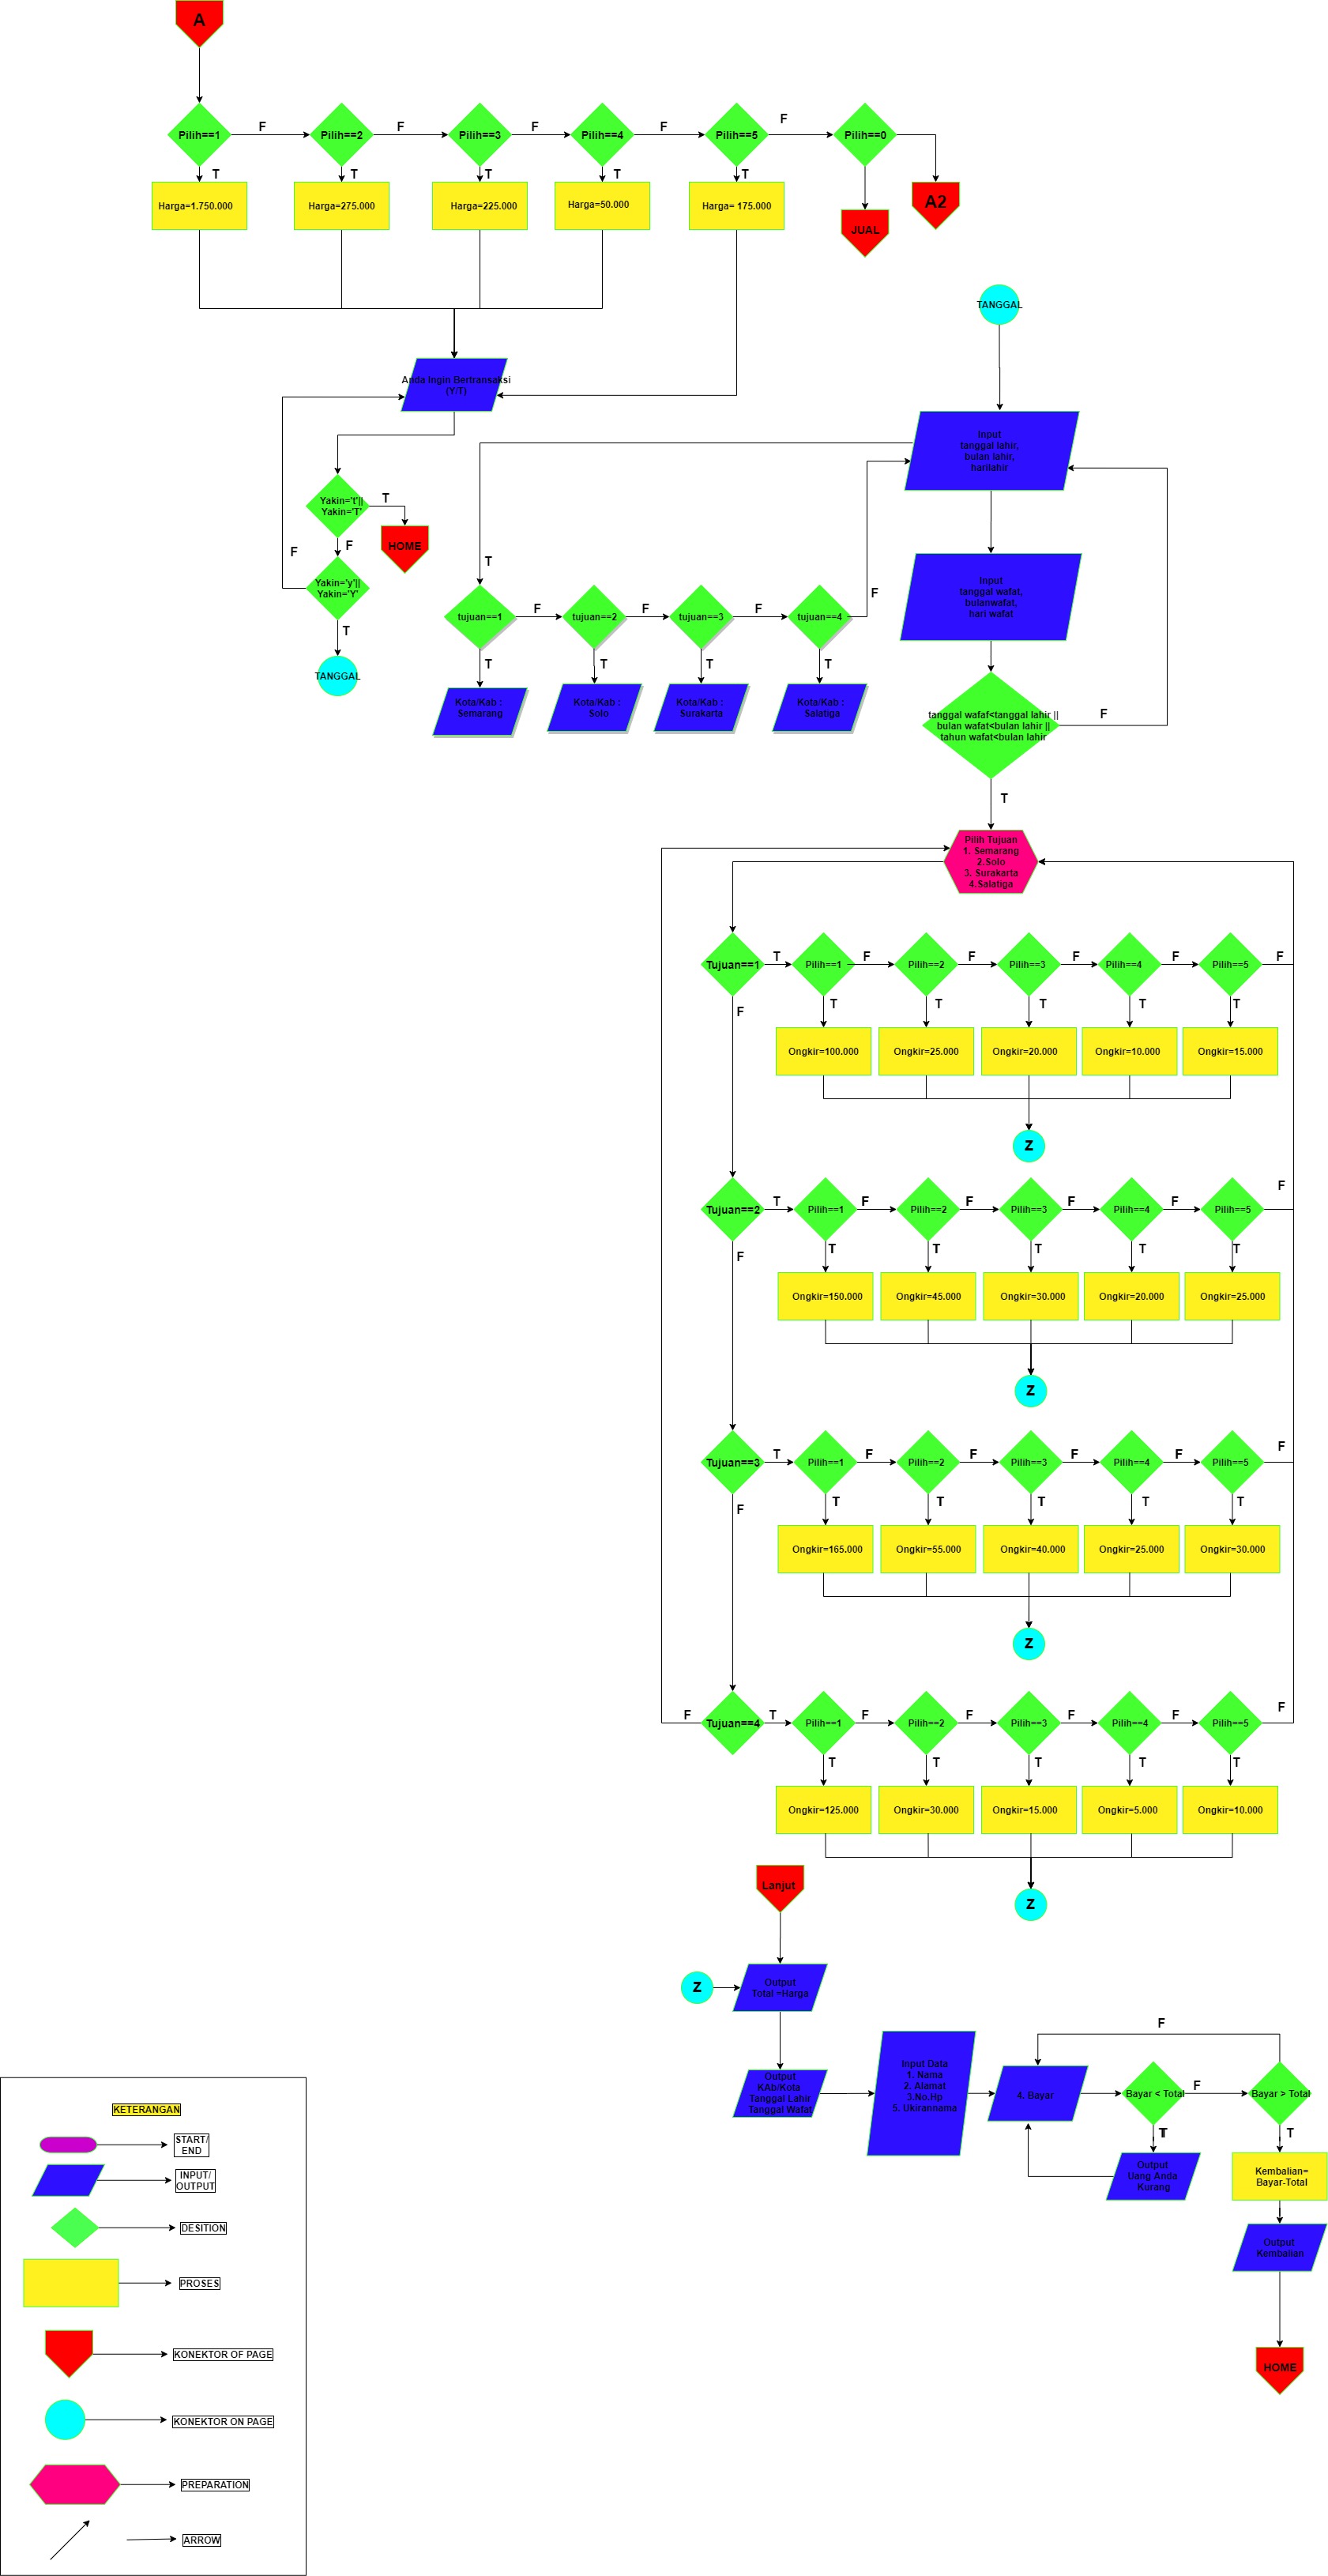 A
Pilih==1
F
Pilih==2
F
Pilih==3
F
Pilih==4
F
Pilih==5
F
Pilih==0
T
T
T
T
T
Harga=1.750.000
Harga=275.000
Harga=225.000
Harga=50.000
Harga= 175.000
JUAL
A2
TANGGAL
Anda Ingin Bertransaksi
(Y/T)
Input
tanggal lahir,
bulan lahir,
harilahir
Yakin='t'||
Yakin='T'
T
HOME
F
F
Yakin='y'||
Yakin='Y'
T
TANGGAL
T
tujuan==1
F
tujuan==2
F
tujuan==3
F
tujuan==4
F
T
T
T
T
Kota/Kab :
Semarang
Kota/Kab :
Solo
Kota/Kab :
Surakarta
Kota/Kab :
Salatiga
Input
tanggal wafat,
bulanwafat,
hari wafat
tanggal wafaf<tanggal lahir ||
bulan wafat<bulan lahir ||
tahun wafat<bulan lahir
F
T
Pilih Tujuan
1. Semarang
2.Solo
3. Surakarta
4.Salatiga
Tujuan==1
T
Pilih==1
F
Pilih==2
F
Pilih==3
F
Pilih==4
F
Pilih==5
F
F
T
T
T
T
T
Ongkir=100.000
Ongkir=25.000
Ongkir=20.000
Ongkir=10.000
Ongkir=15.000
Z
Tujuan==2
T
Pilih==1
F
Pilih==2
F
Pilih==3
F
Pilih==4
F
Pilih==5
F
F
T
T
T
T
T
Ongkir=150.000
Ongkir=45.000
Ongkir=30.000
Ongkir=20.000
Ongkir=25.000
Z
Tujuan==3
T
Pilih==1
F
Pilih==2
F
Pilih==3
F
Pilih==4
F
Pilih==5
F
F
T
T
T
T
T
Ongkir=165.000
Ongkir=55.000
Ongkir=40.000
Ongkir=25.000
Ongkir=30.000
Z
F
Tujuan==4
T
Pilih==1
F
Pilih==2
F
Pilih==3
F
Pilih==4
F
Pilih==5
F
T
T
T
T
T
Ongkir=125.000
Ongkir=30.000
Ongkir=15.000
Ongkir=5.000
Ongkir=10.000
Z
Lanjut
Z
Output
Total =Harga
Output
KAb/Kota
Tanggal Lahir
Tanggal Wafat
Input Data
1. Nama
2. Alamat
3.No.Hp
5. Ukirannama
4. Bayar
F
Bayar < Total
F
Bayar > Total
T
T
Output
Uang Anda
Kurang
Kembalian=
Bayar-Total
Output
Kembalian
HOME
KETERANGAN
START/
END
INPUT/
OUTPUT
DESITION
PROSES
KONEKTOR OF PAGE
KONEKTOR ON PAGE
PREPARATION
ARROW